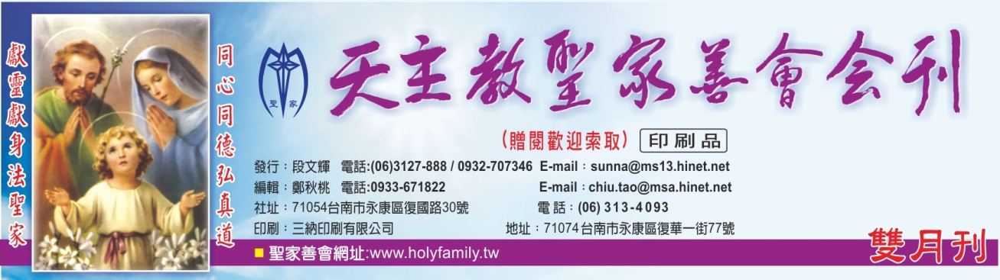 獻靈獻身法聖家
同心同德弘真道
聖 家
天主教聖家善會会刊
(贈閱歡迎索取) 印刷品
發行：段文輝 電話:(06)3127-888 / 0932-707346 E-mail：sunna@ms13.hinet.net
編輯：鄭秋桃 電話:0933-671822 E-mail：chiu.tao@msa.hinet.net
社址：71054台南市永康區復國路30號 電話：(06) 313-4093
印刷：三納印刷有限公司 地址：71074台南市永康區復華一街77號
■ 聖家善會網址:www.holyfamily.tw
雙月刊